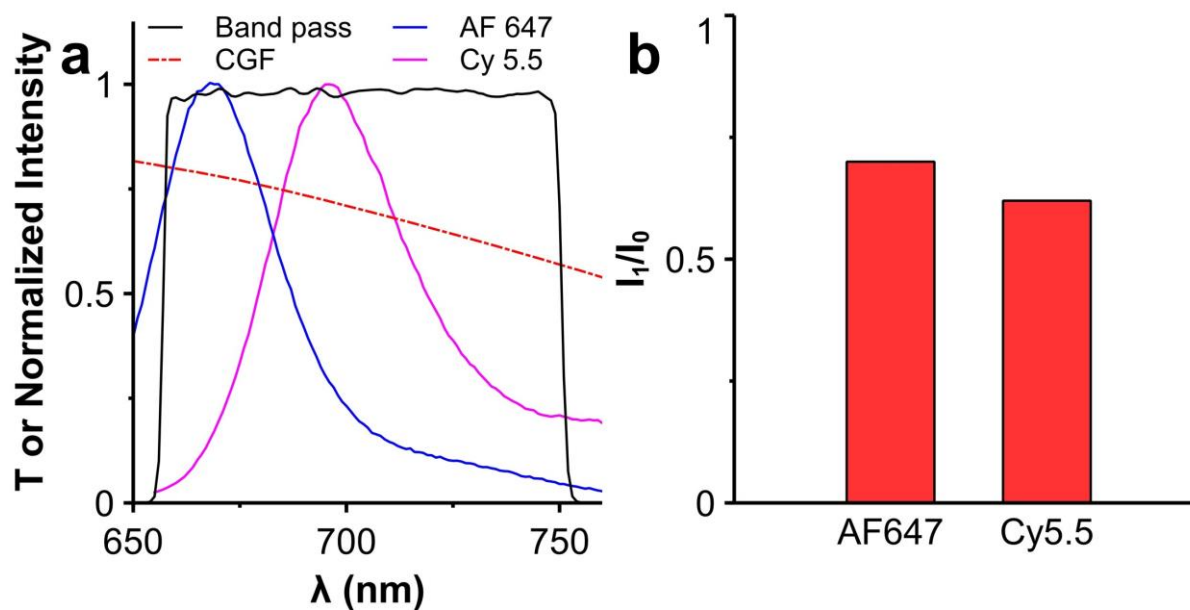 a
Band pass
CGF
AF 647
Cy 5.5
T or Normalized Intensity
1
0.5
0
650
700
750
λ (nm)
b
I₁/I₀
1
0.5
0
AF647
Cy5.5